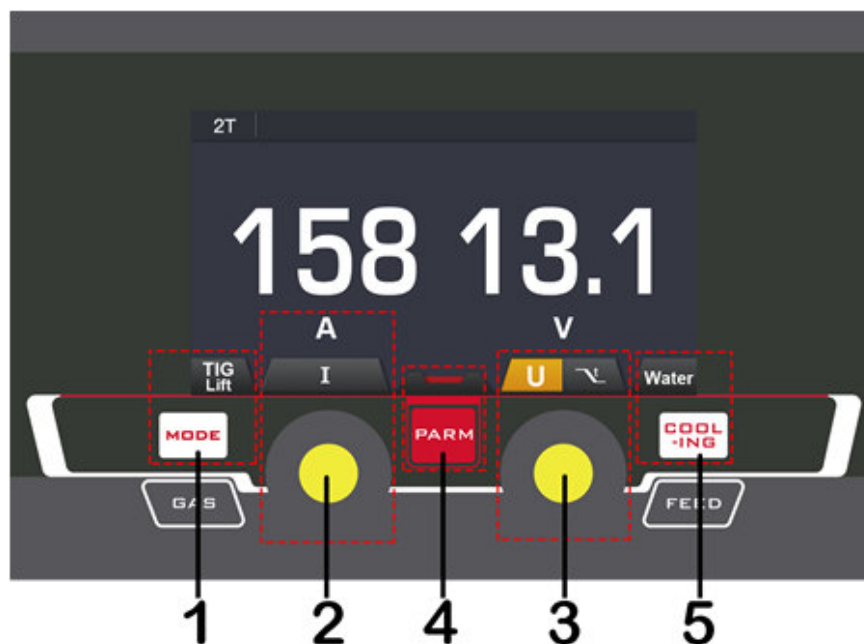 2T
158 13.1
A V
TIG
Lift
I
U
Water
MODE
PARM
COOL
-ING
GAS
FEED
1 2 4 3 5